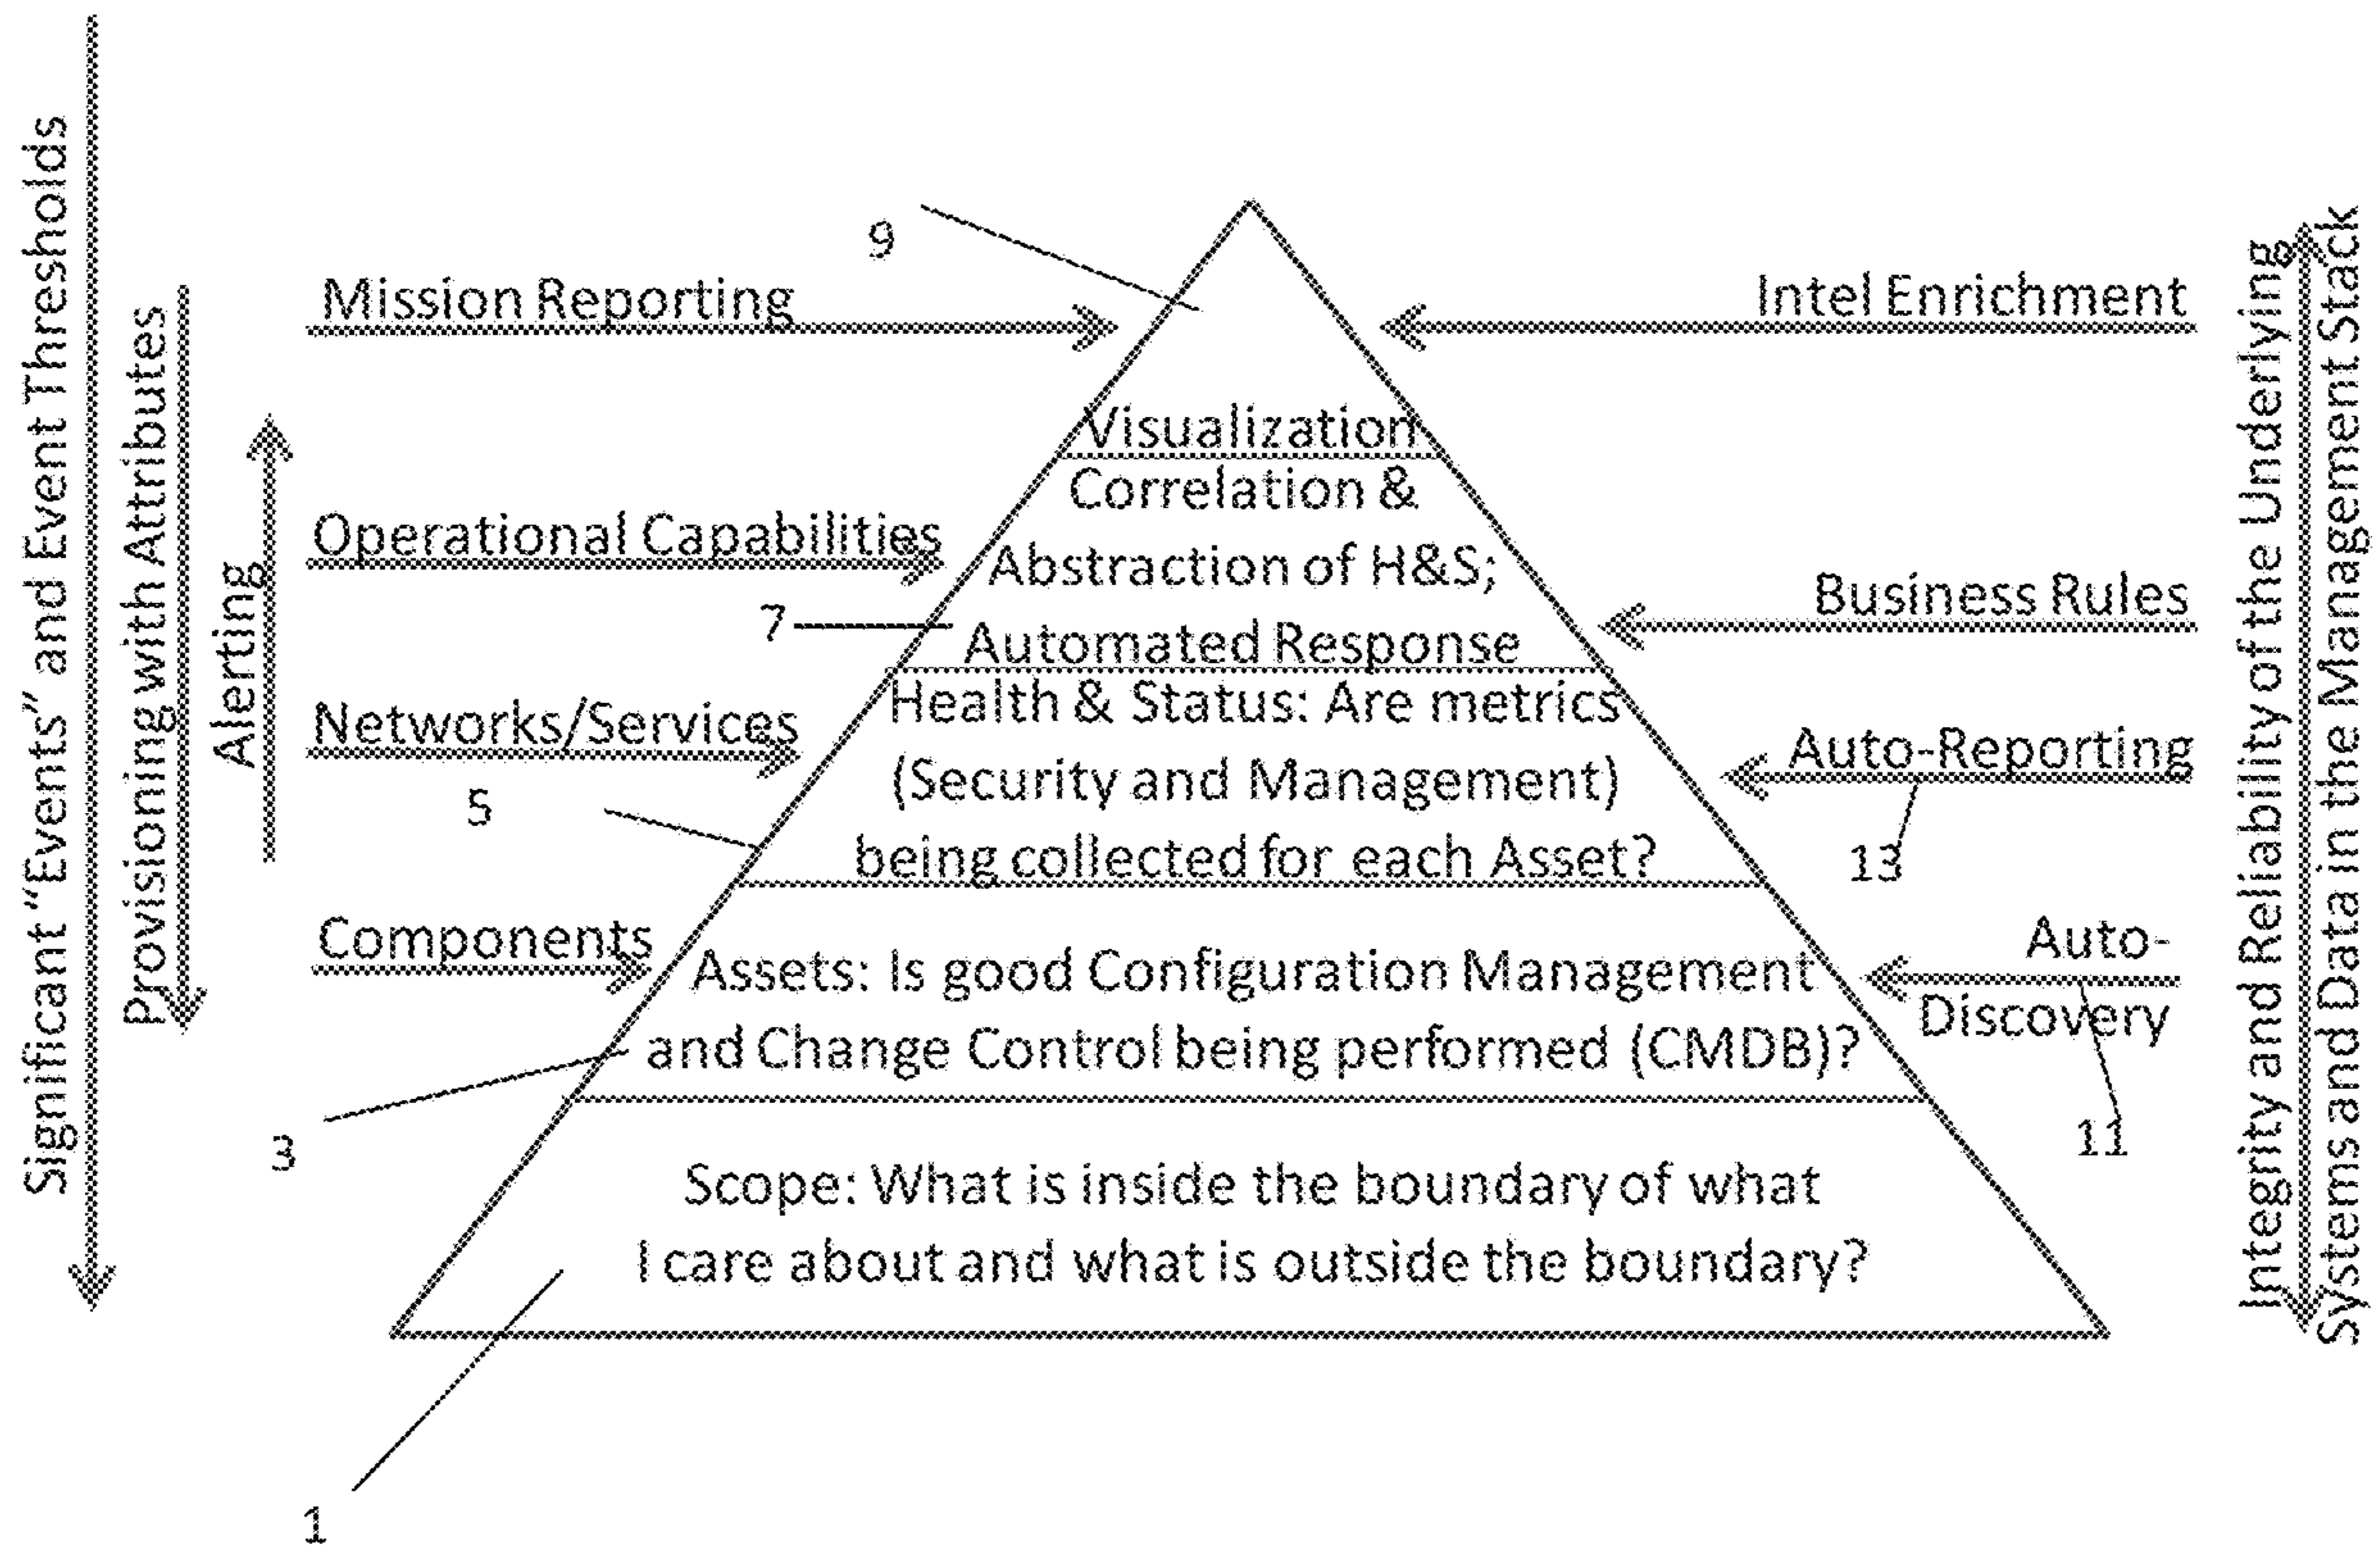 Significant "Events" and Event Thresholds
Provisioning with Attributes
Alerting
9
Mission Reporting
Operational Capabilities
7
Networks/Services
5
Components
3
1
Visualization
Correlation &
Abstraction of H&S;
Automated Response
Health & Status: Are metrics
(Security and Management)
being collected for each Asset?
Assets: Is good Configuration Management
and Change Control being performed (CMDB)?
Scope: What is inside the boundary of what
I care about and what is outside the boundary?
Intel Enrichment
Business Rules
Auto-Reporting
13
Auto-
Discovery
11
Integrity and Reliability of the Underlying
Systems and Data in the Management Stack